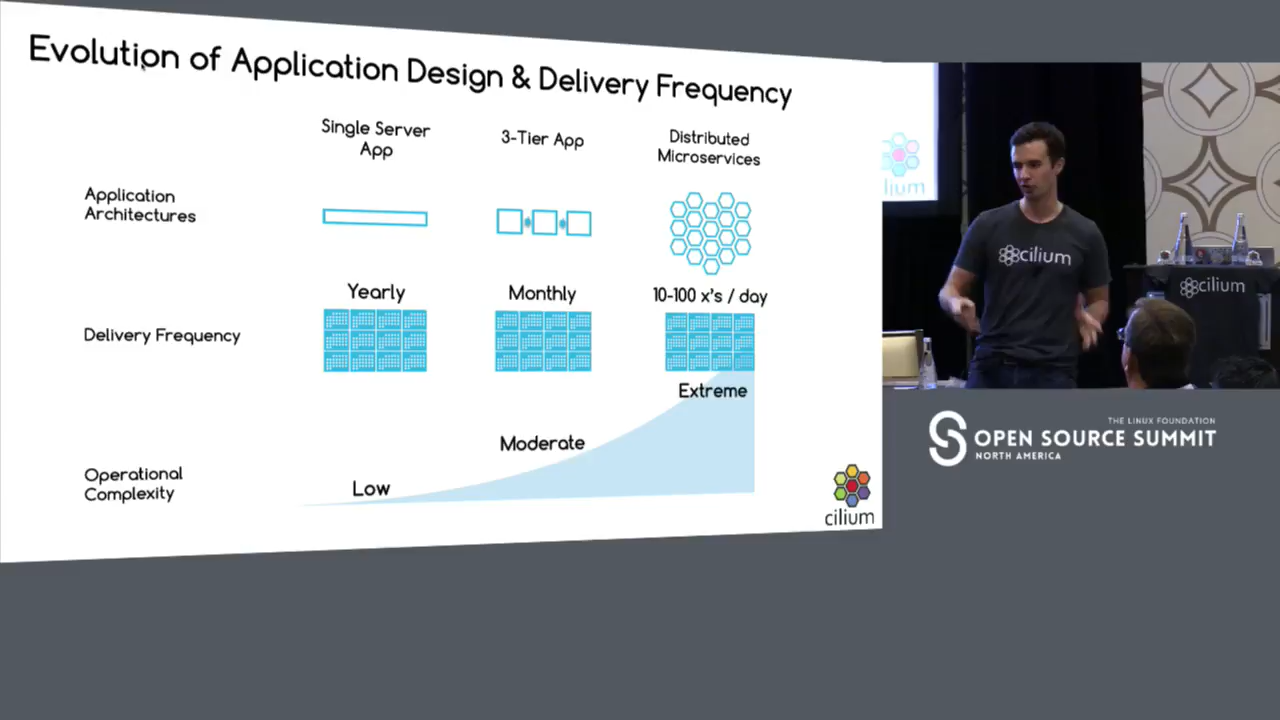 Evolution of Application Design & Delivery Frequency
Single Server
App
3-Tier App
Distributed
Microservices
Application
Architectures
Yearly
Monthly
10-100 x's / day
Delivery Frequency
Extreme
Moderate
Operational
Complexity
Low
cilium
lium
cilium
cilium
THE LINUX FOUNDATION
OPEN SOURCE SUMMIT
NORTH AMERICA